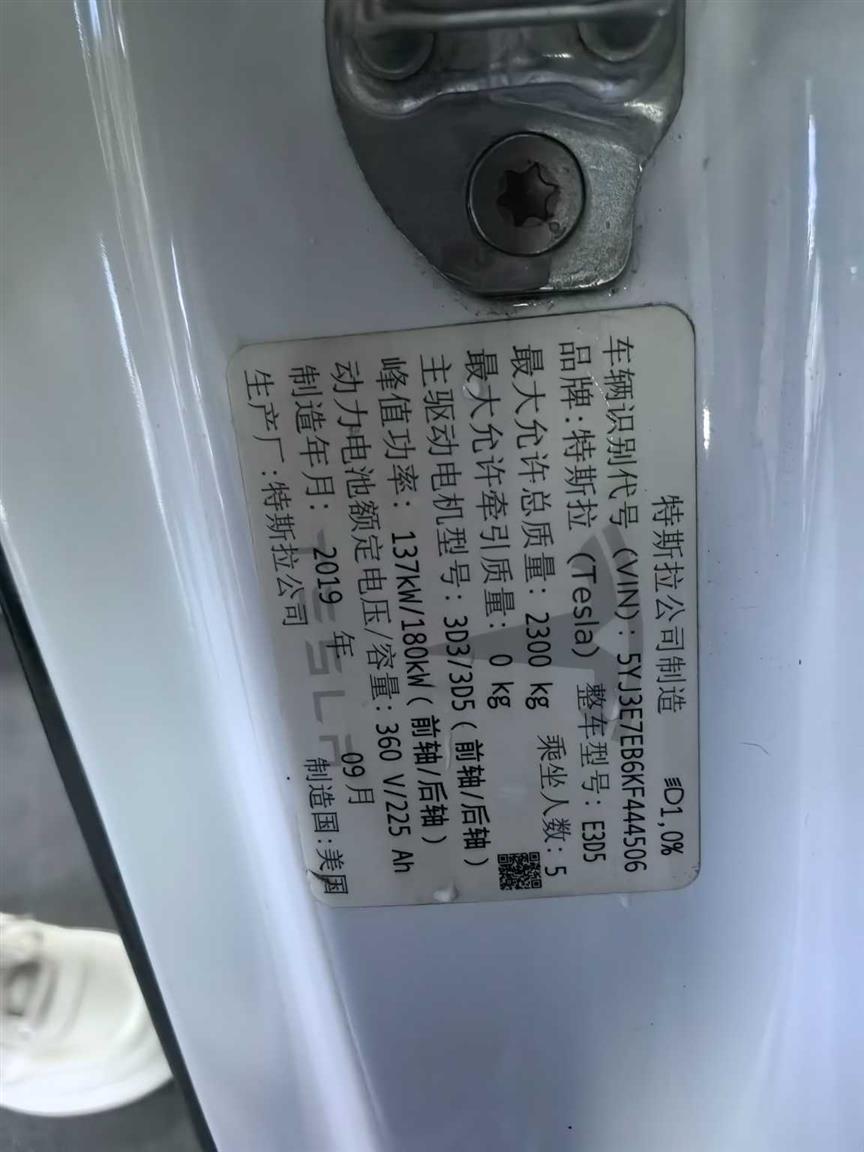 特斯拉公司制造
D1,0%
车辆识别代号(VIN): 5YJ3E7EB6KF444506
品牌:特斯拉 (Tesla) 整车型号: E3D5
最大允许总质量: 2300 kg 乘坐人数: 5
最大允许牵引质量: 0 kg
主驱动电机型号: 3D3/3D5 (前轴/后轴)
峰值功率: 137kW/180kW (前轴/后轴)
动力电池额定电压/容量: 360 V/225 Ah
制造年月: 2019 年 09月
生产厂:特斯拉公司 制造国:美国
TESLA